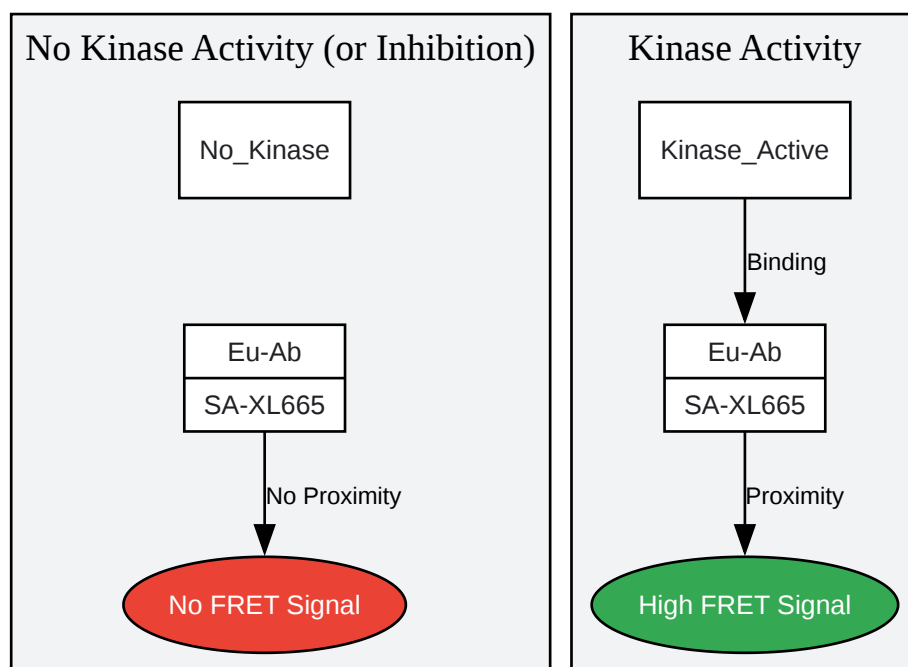 No Kinase Activity (or Inhibition)
No_Kinase
Eu-Ab
SA-XL665
No Proximity
No FRET Signal
Kinase Activity
Kinase_Active
Binding
Eu-Ab
SA-XL665
Proximity
High FRET Signal